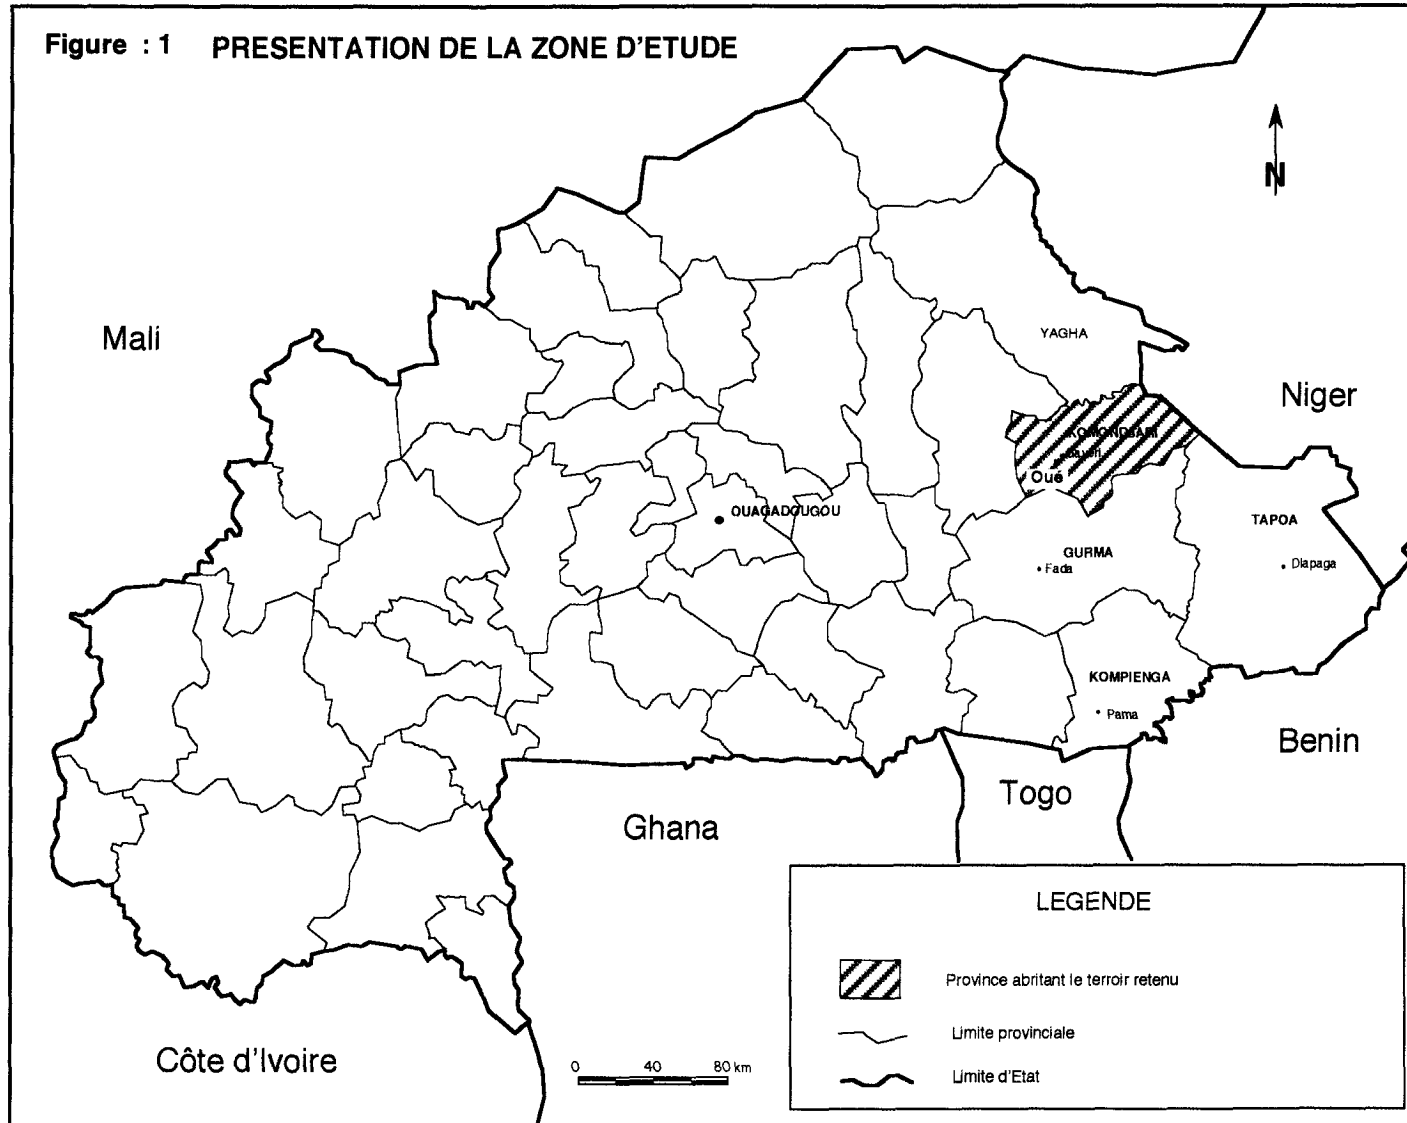 Figure : 1 PRESENTATION DE LA ZONE D'ETUDE
N
Mali
YAGHA
Niger
KOMONDJARI
Oué
OUAGADOUGOU
TAPOA
GURMA
Fada
Diapaga
KOMPIENGA
Pama
Benin
Togo
Ghana
LEGENDE
Province abritant le terroir retenu
Limite provinciale
Limite d'Etat
Côte d'Ivoire
0 40 80 km